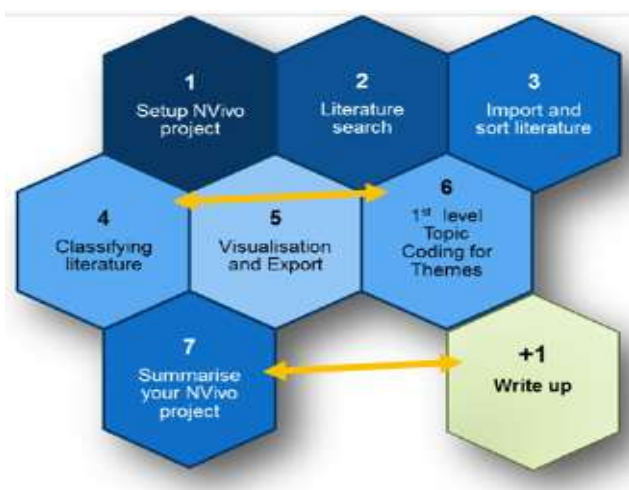 1
Setup NVivo
project
2
Literature
search
3
Import and
sort literature
4
Classifying
literature
5
Visualisation
and Export
6
1st level
Topic
Coding for
Themes
7
Summarise
your NVivo
project
+1
Write up